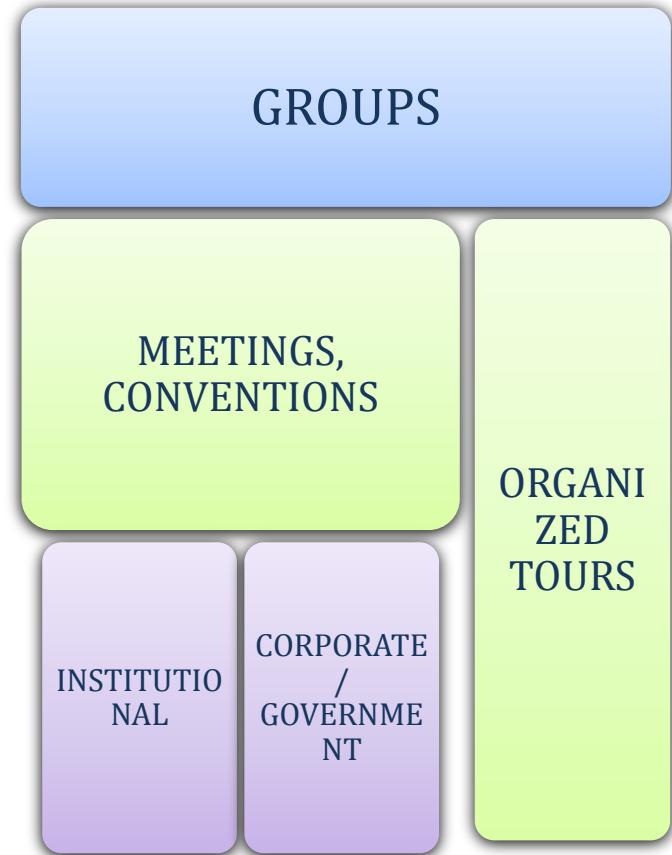 GROUPS
MEETINGS,
CONVENTIONS
ORGANI
ZED
TOURS
INSTITUTIO
NAL
CORPORATE
/
GOVERNME
NT